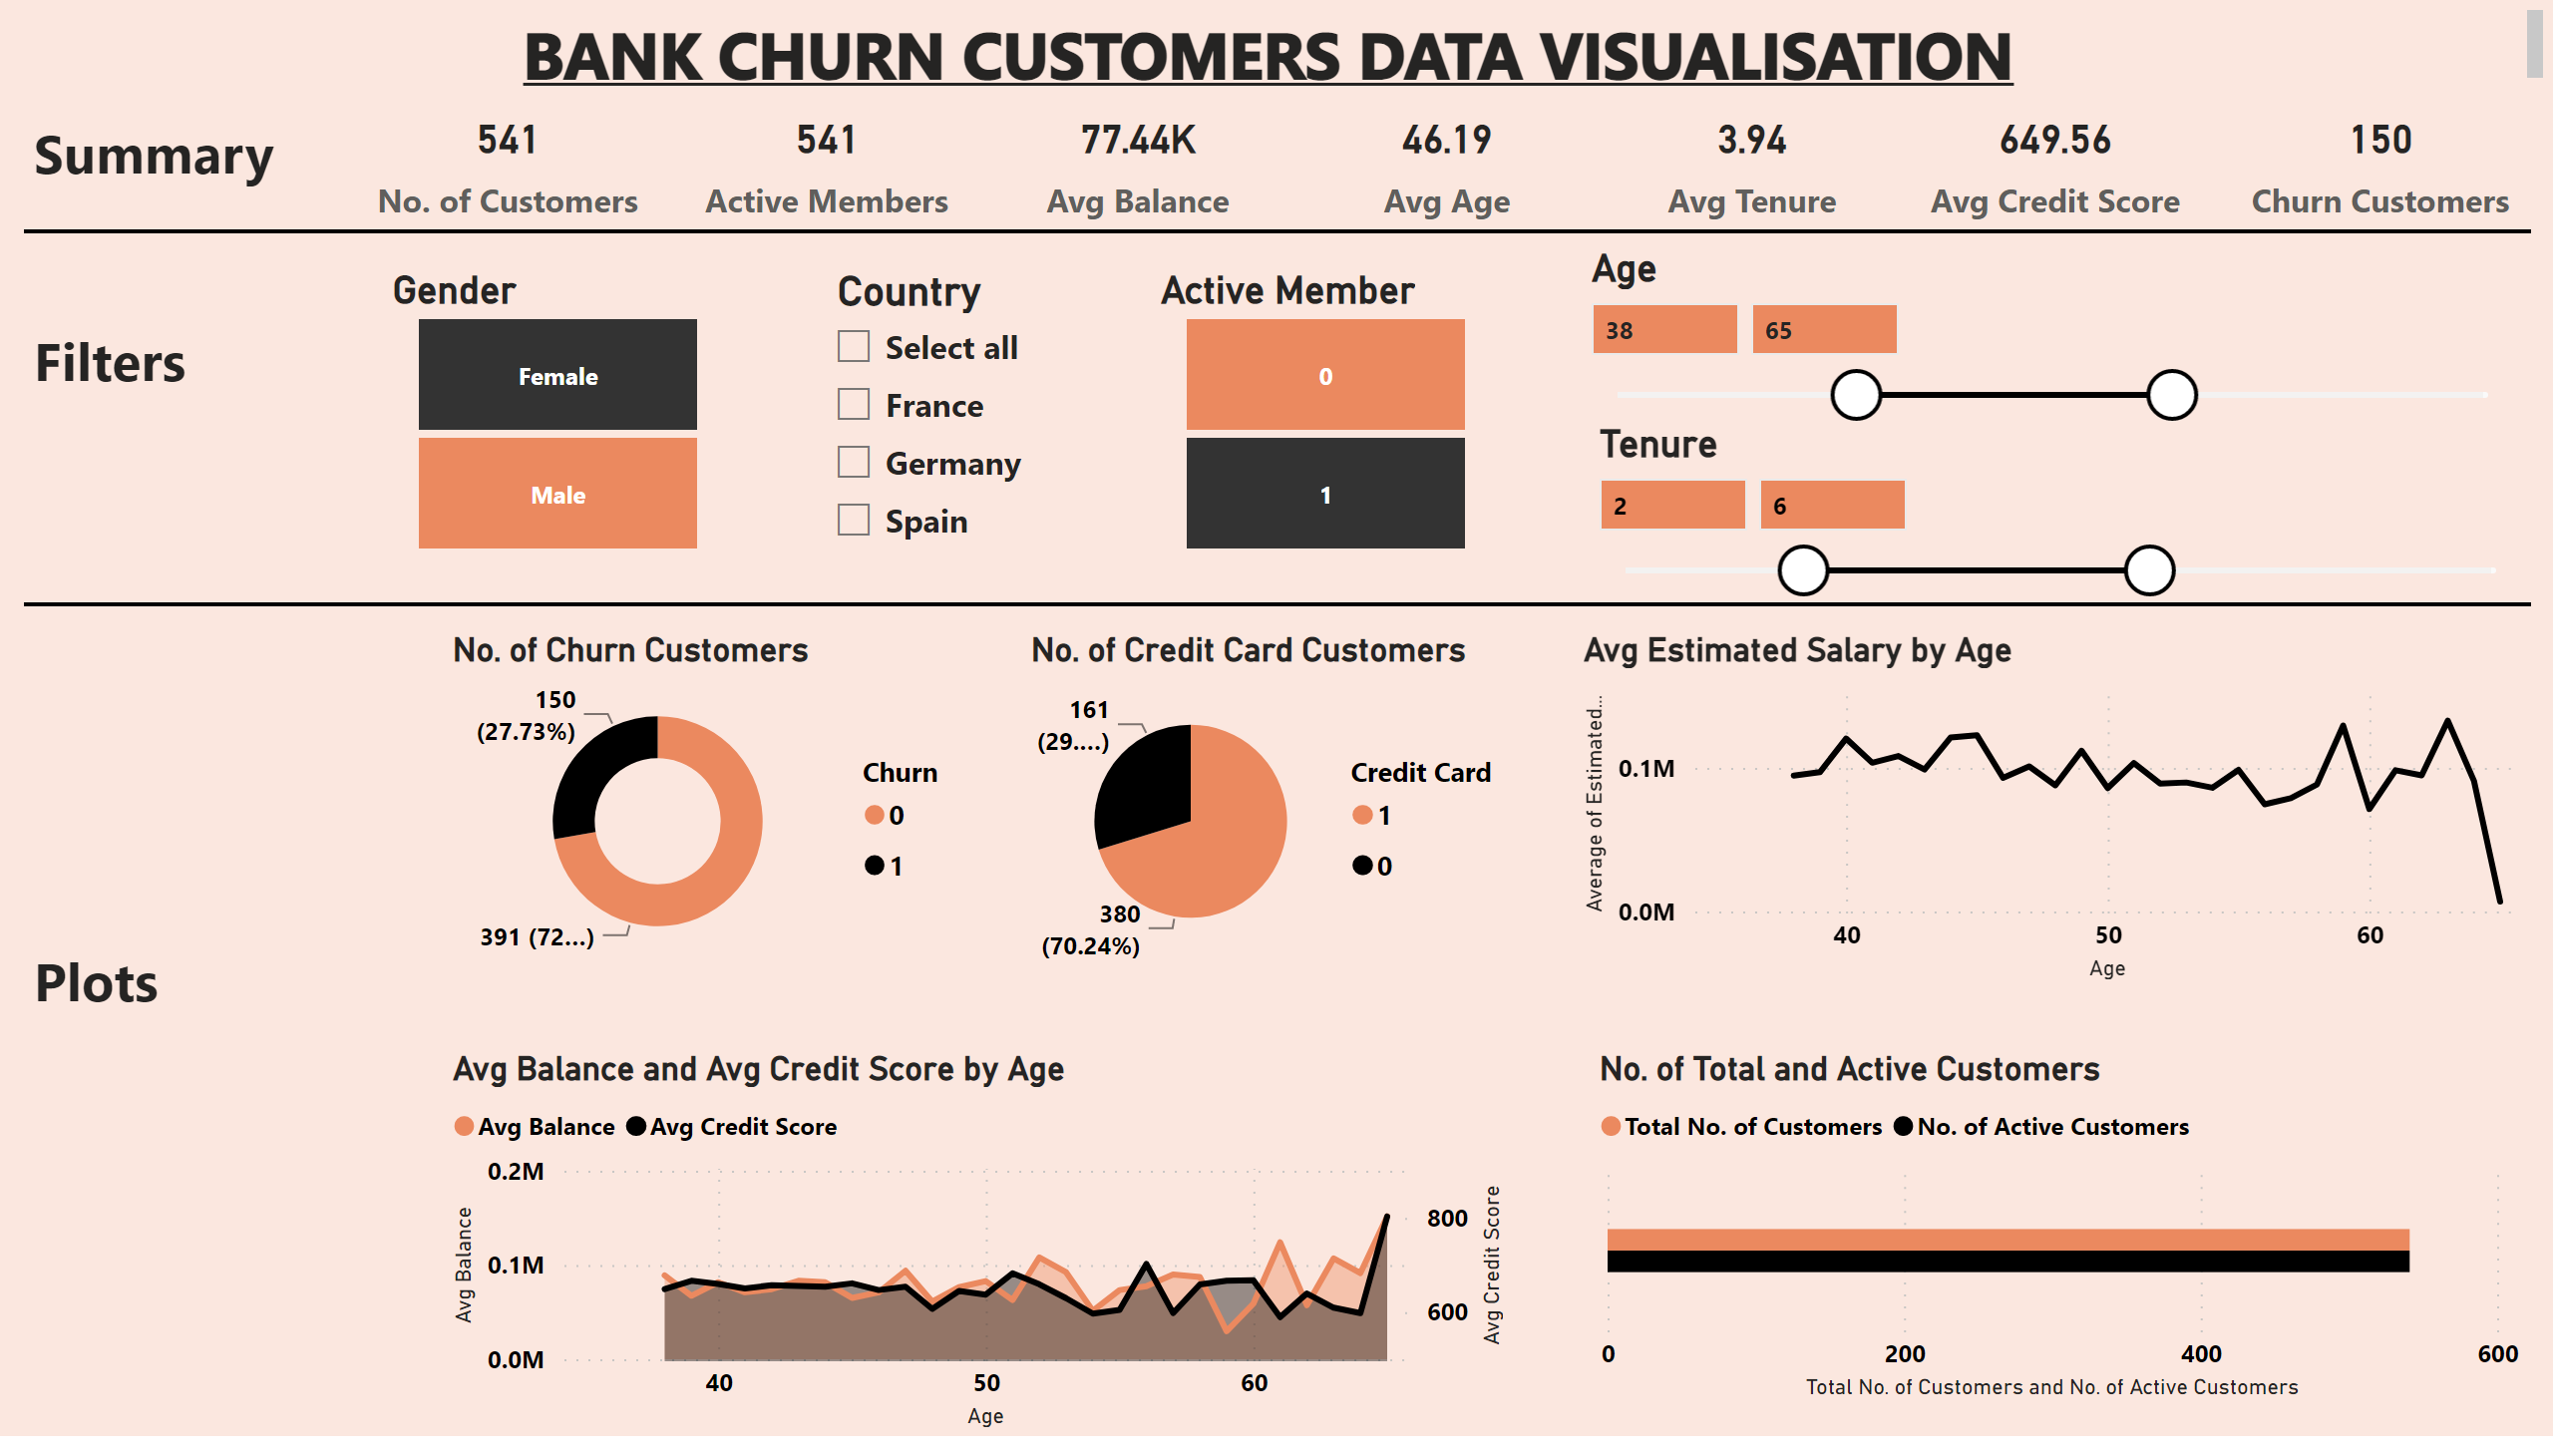 BANK CHURN CUSTOMERS DATA VISUALISATION
Summary
541
No. of Customers
541
Active Members
77.44K
Avg Balance
46.19
Avg Age
3.94
Avg Tenure
649.56
Avg Credit Score
150
Churn Customers
Filters
Gender
Female
Male
Country
Select all
France
Germany
Spain
Active Member
0
1
Age
38
65
Tenure
2
6
Plots
No. of Churn Customers
150
(27.73%)
391 (72...)
Churn
0
1
No. of Credit Card Customers
161
(29....)
380
(70.24%)
Credit Card
1
0
Avg Estimated Salary by Age
Average of Estimated...
0.1M
0.0M
40
50
60
Age
Avg Balance and Avg Credit Score by Age
Avg Balance
Avg Credit Score
Avg Balance
0.2M
0.1M
0.0M
800
600
Avg Credit Score
40
50
60
Age
No. of Total and Active Customers
Total No. of Customers
No. of Active Customers
0
200
400
600
Total No. of Customers and No. of Active Customers